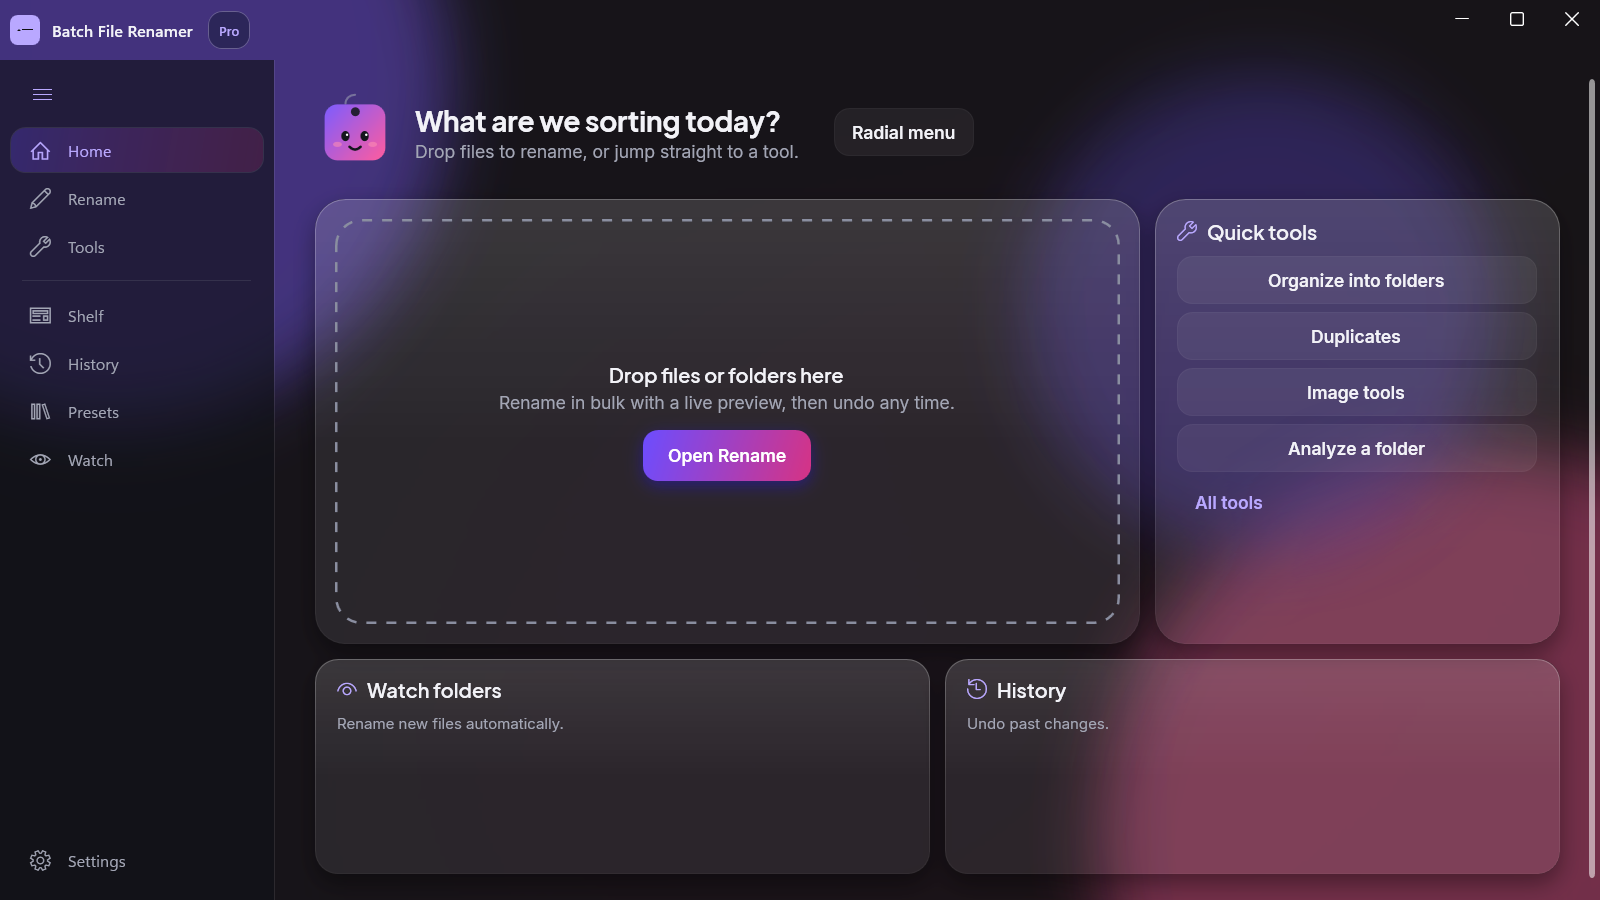 Batch File Renamer
Pro
Home
Rename
Tools
Shelf
History
Presets
Watch
Settings
What are we sorting today?
Drop files to rename, or jump straight to a tool.
Radial menu
Drop files or folders here
Rename in bulk with a live preview, then undo any time.
Open Rename
Quick tools
Organize into folders
Duplicates
Image tools
Analyze a folder
All tools
Watch folders
Rename new files automatically.
History
Undo past changes.